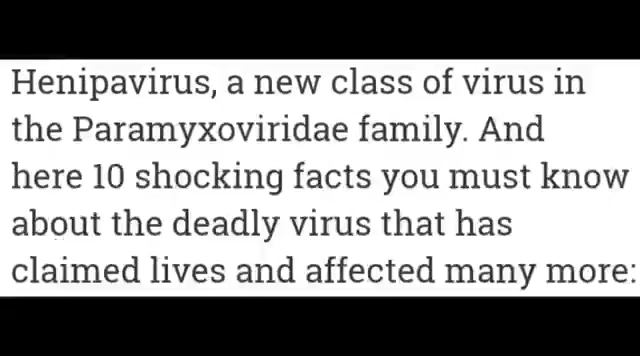 Henipavirus, a new class of virus in
the Paramyxoviridae family. And
here 10 shocking facts you must know
about the deadly virus that has
claimed lives and affected many more: